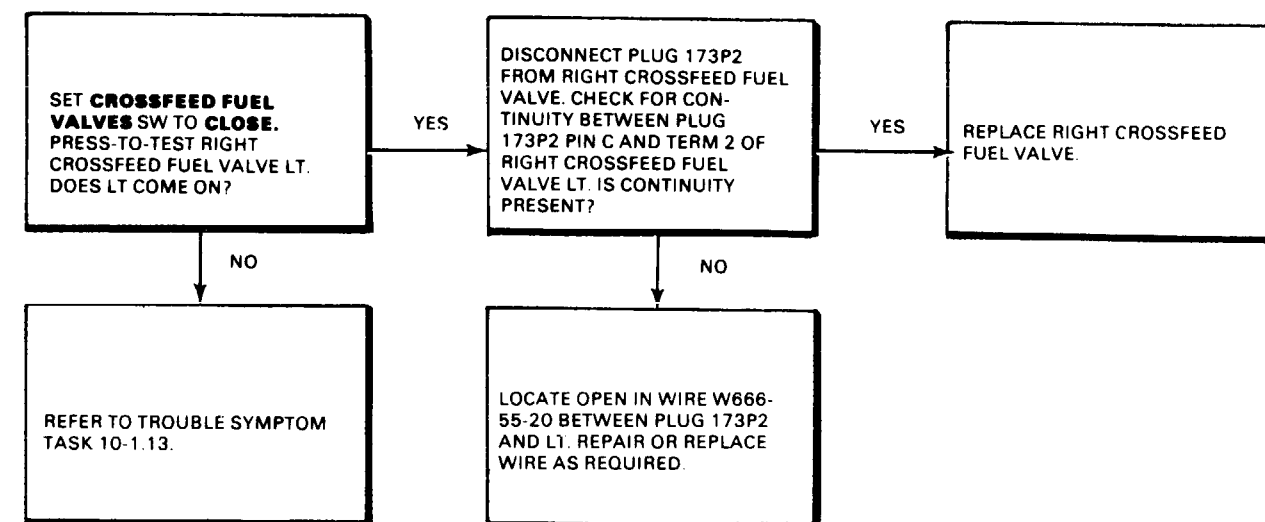 SET CROSSFEED FUEL
VALVES SW TO CLOSE.
PRESS-TO-TEST RIGHT
CROSSFEED FUEL VALVE LT.
DOES LT COME ON?
YES
DISCONNECT PLUG 173P2
FROM RIGHT CROSSFEED FUEL
VALVE. CHECK FOR CON-
TINUITY BETWEEN PLUG
173P2 PIN C AND TERM 2 OF
RIGHT CROSSFEED FUEL
VALVE LT. IS CONTINUITY
PRESENT?
YES
REPLACE RIGHT CROSSFEED
FUEL VALVE.
NO
NO
REFER TO TROUBLE SYMPTOM
TASK 10-1.13.
LOCATE OPEN IN WIRE W666-
55-20 BETWEEN PLUG 173P2
AND LT. REPAIR OR REPLACE
WIRE AS REQUIRED.